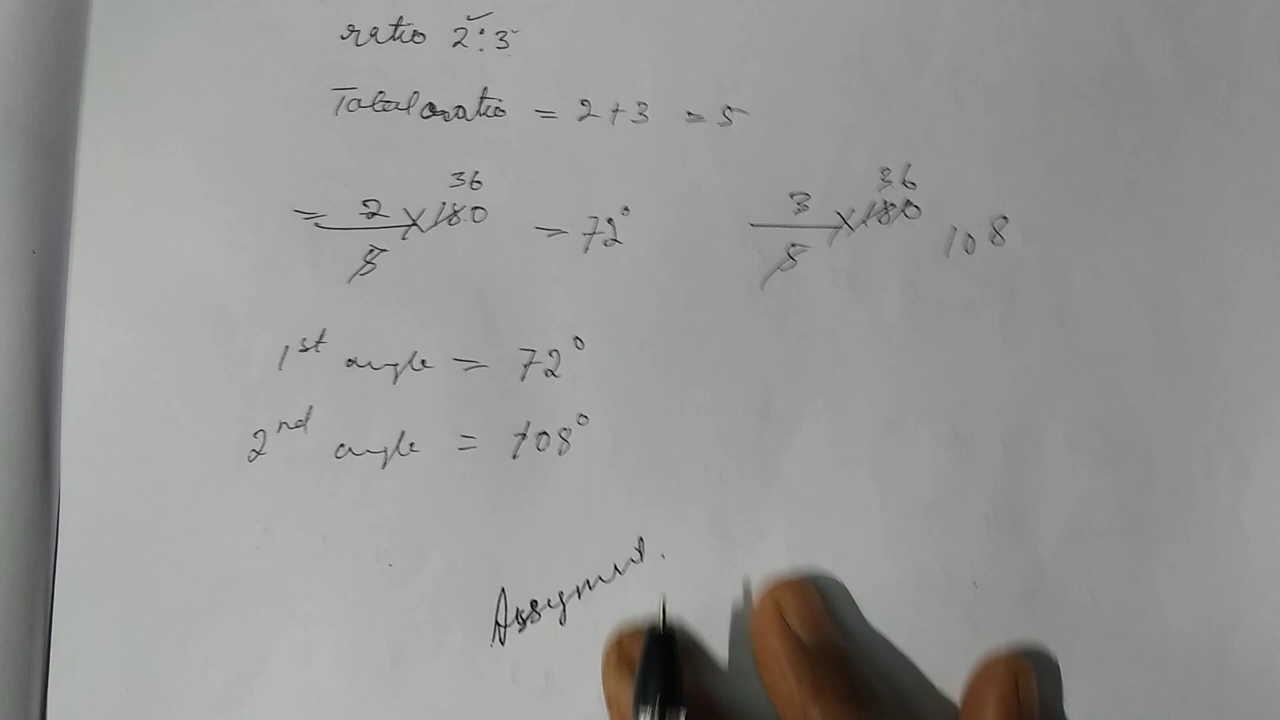 ratio 2:3
Total ratio = 2+3 = 5
36 36
= 2/5 × 180 = 72° 3/5 × 180 108
1st angle = 72°
2nd angle = 108°
Assyment.